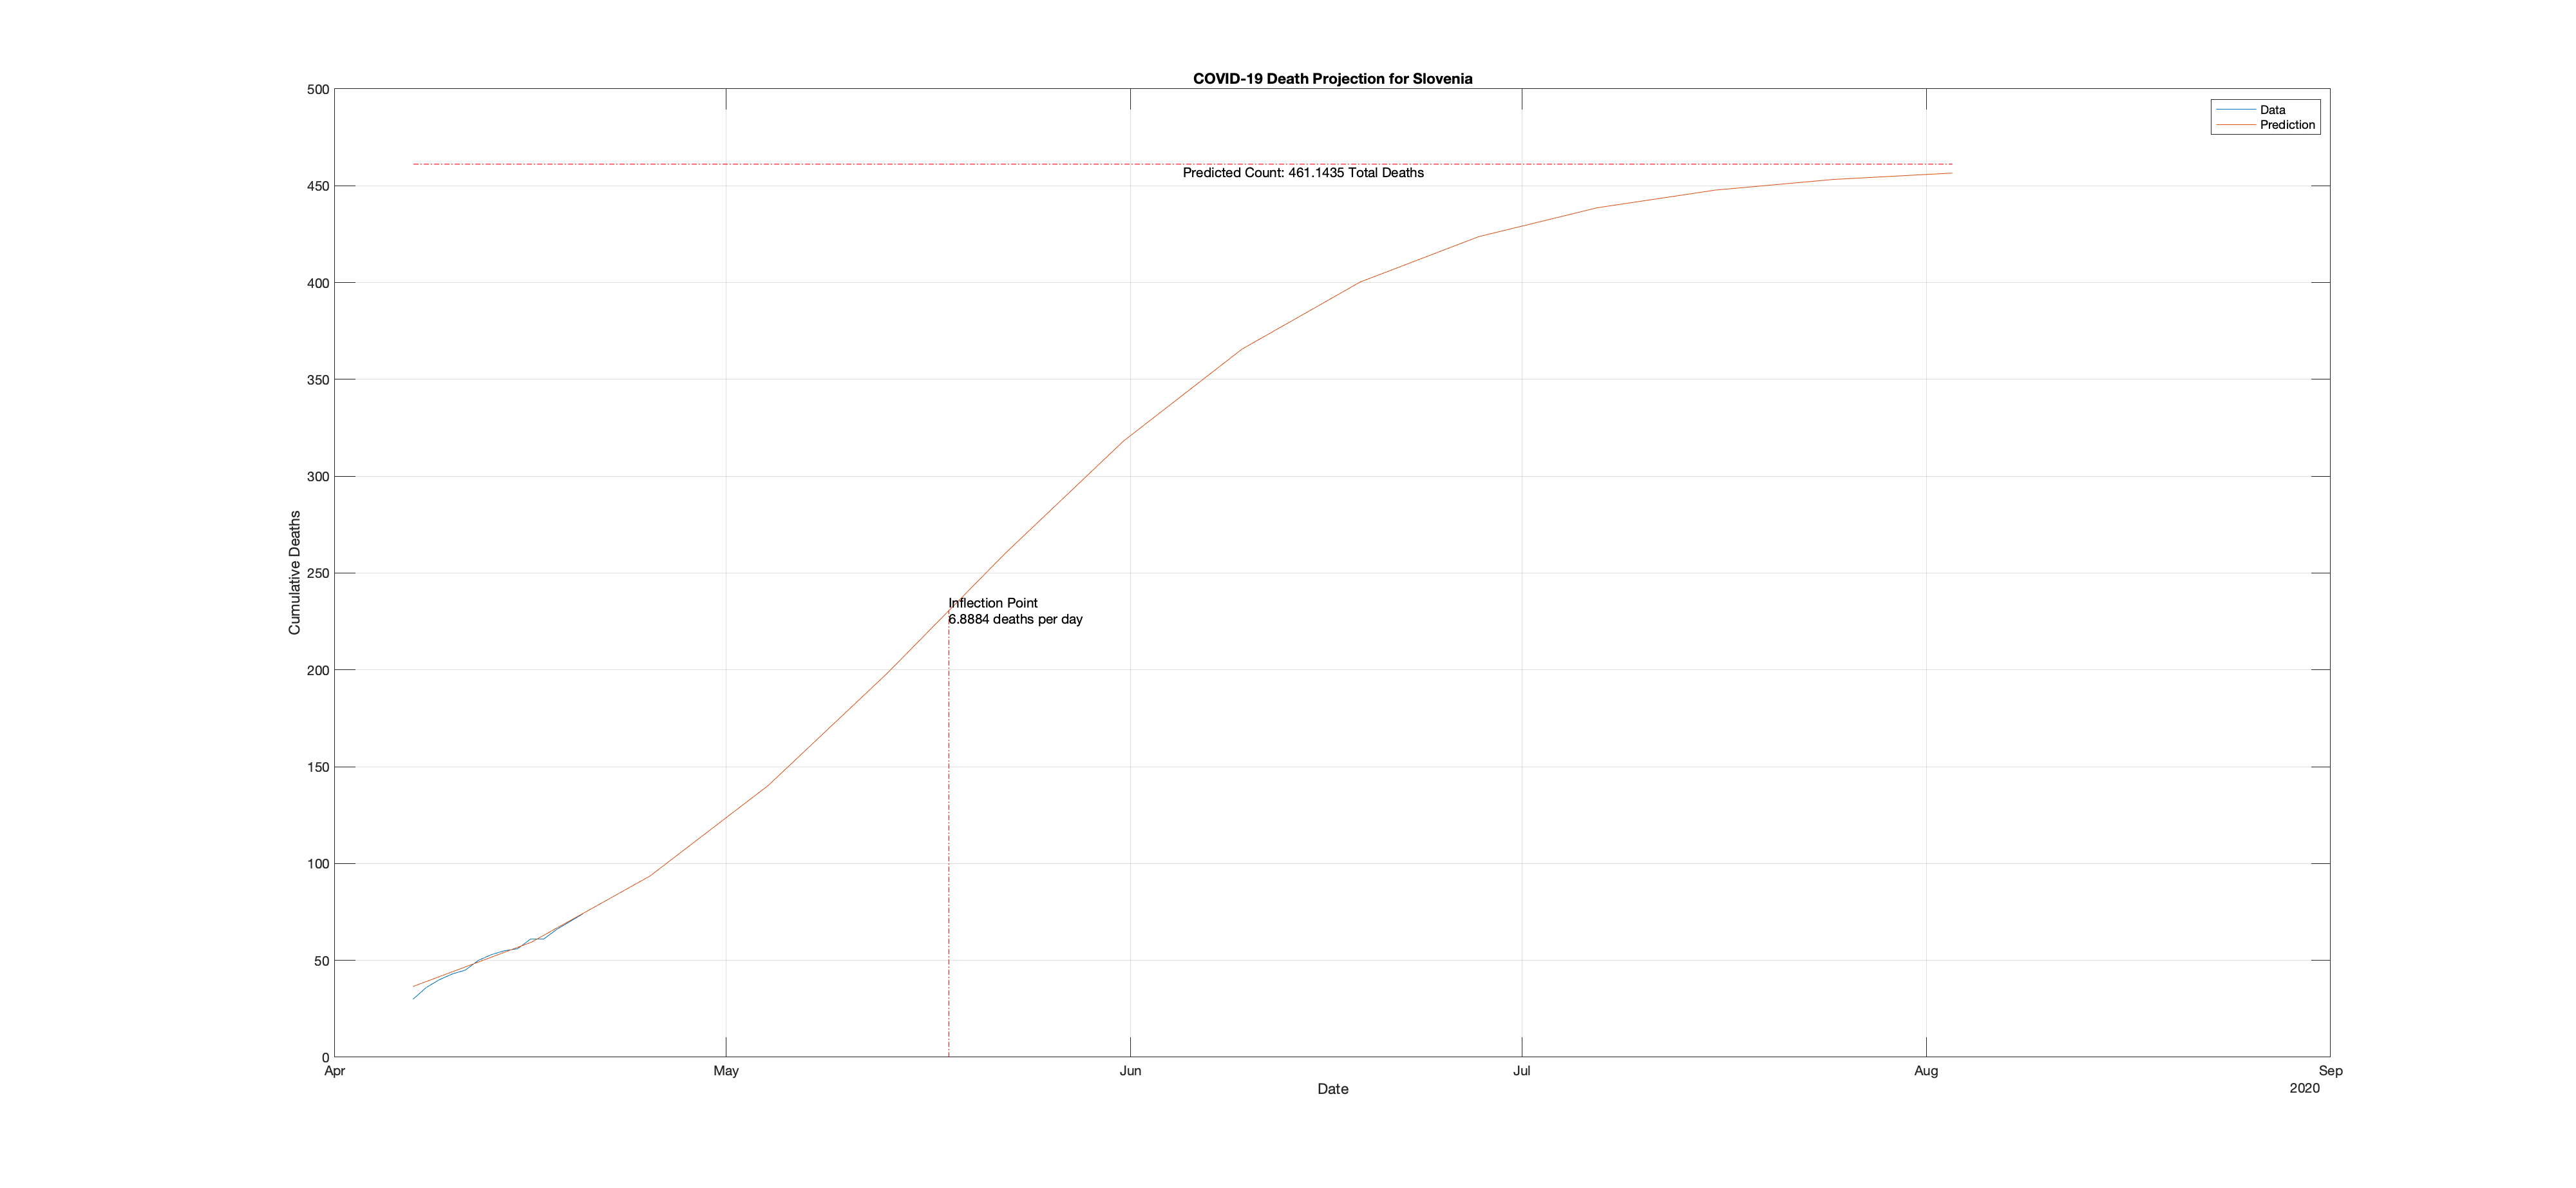 COVID-19 Death Projection for Slovenia
Data
Prediction
500
450
400
350
300
250
200
150
100
50
0
Cumulative Deaths
Predicted Count: 461.1435 Total Deaths
Inflection Point
6.8884 deaths per day
Apr
May
Jun
Jul
Aug
Sep
Date
2020